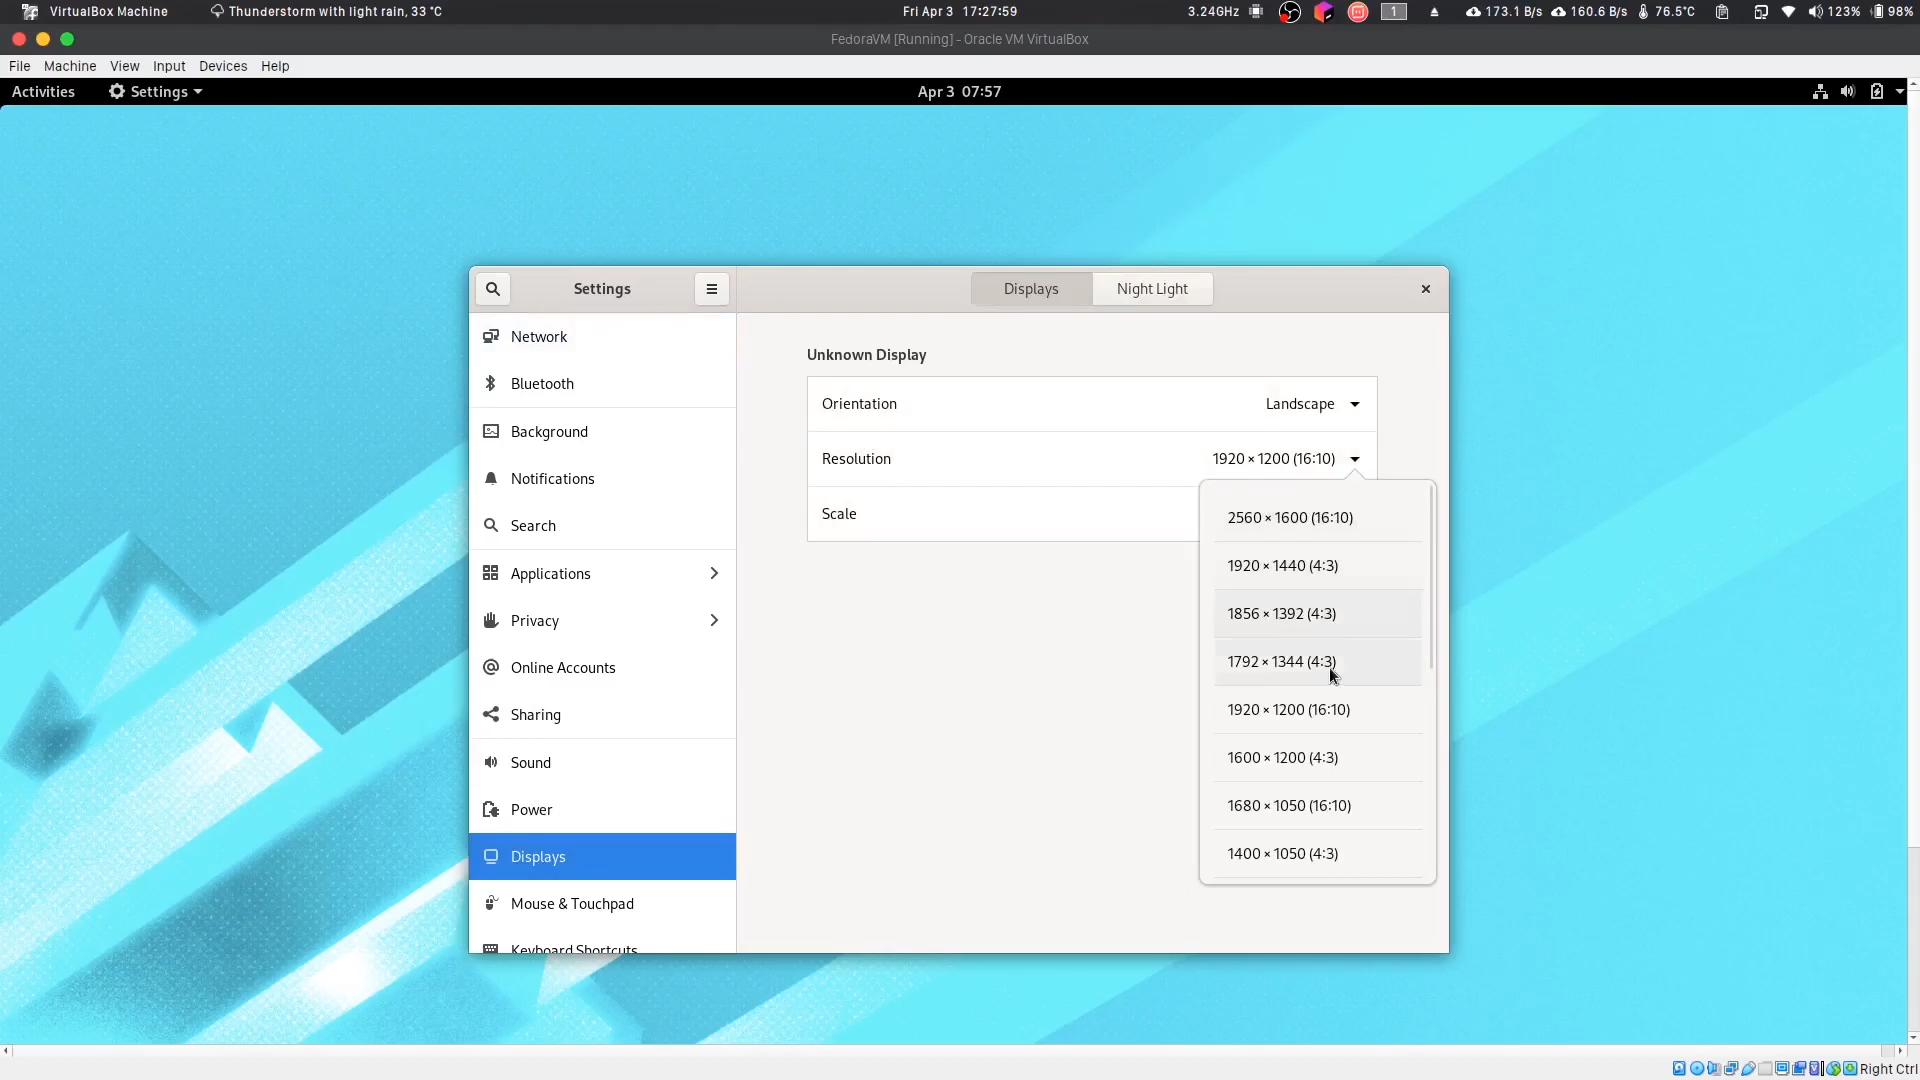 VirtualBox Machine Thunderstorm with light rain, 33 °C Fri Apr 3 17:27:59 3.24GHz 1 173.1 B/s 160.6 B/s 76.5°C 123% 98%
FedoraVM [Running] - Oracle VM VirtualBox
File Machine View Input Devices Help
Activities Settings Apr 3 07:57
Settings Displays Night Light
Network
Bluetooth
Background
Notifications
Search
Applications
Privacy
Online Accounts
Sharing
Sound
Power
Displays
Mouse & Touchpad
Keyboard Shortcuts
Unknown Display
Orientation Landscape
Resolution 1920 × 1200 (16:10)
Scale
2560 × 1600 (16:10)
1920 × 1440 (4:3)
1856 × 1392 (4:3)
1792 × 1344 (4:3)
1920 × 1200 (16:10)
1600 × 1200 (4:3)
1680 × 1050 (16:10)
1400 × 1050 (4:3)
Right Ctrl